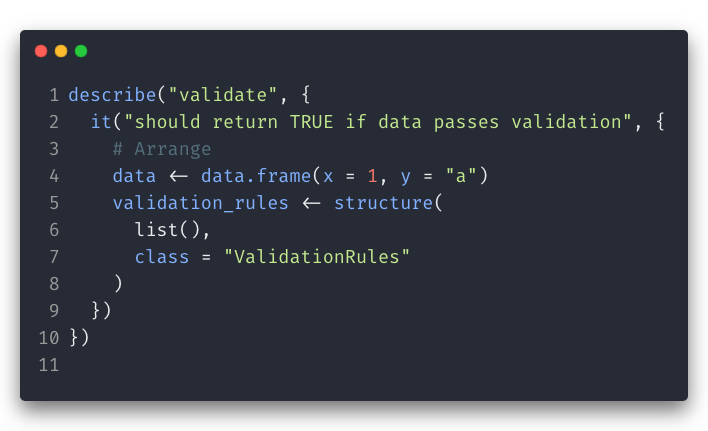 1 describe("validate", {
2   it("should return TRUE if data passes validation", {
3     # Arrange
4     data <- data.frame(x = 1, y = "a")
5     validation_rules <- structure(
6       list(),
7       class = "ValidationRules"
8     )
9   })
10 })
11